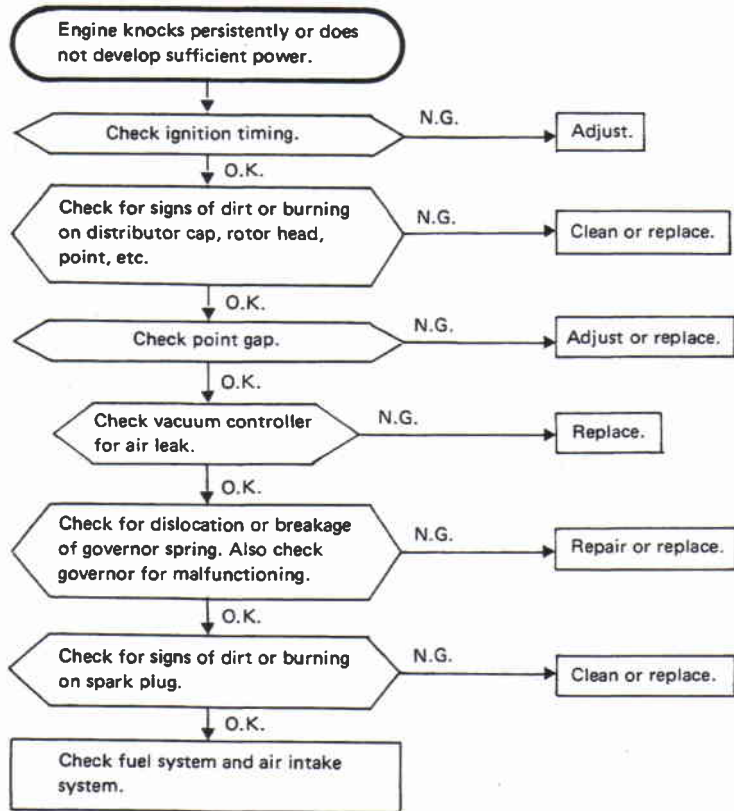 Engine knocks persistently or does
not develop sufficient power.
Check ignition timing.
N.G.
Adjust.
O.K.
Check for signs of dirt or burning
on distributor cap, rotor head,
point, etc.
N.G.
Clean or replace.
O.K.
Check point gap.
N.G.
Adjust or replace.
O.K.
Check vacuum controller
for air leak.
N.G.
Replace.
O.K.
Check for dislocation or breakage
of governor spring. Also check
governor for malfunctioning.
N.G.
Repair or replace.
O.K.
Check for signs of dirt or burning
on spark plug.
N.G.
Clean or replace.
O.K.
Check fuel system and air intake
system.